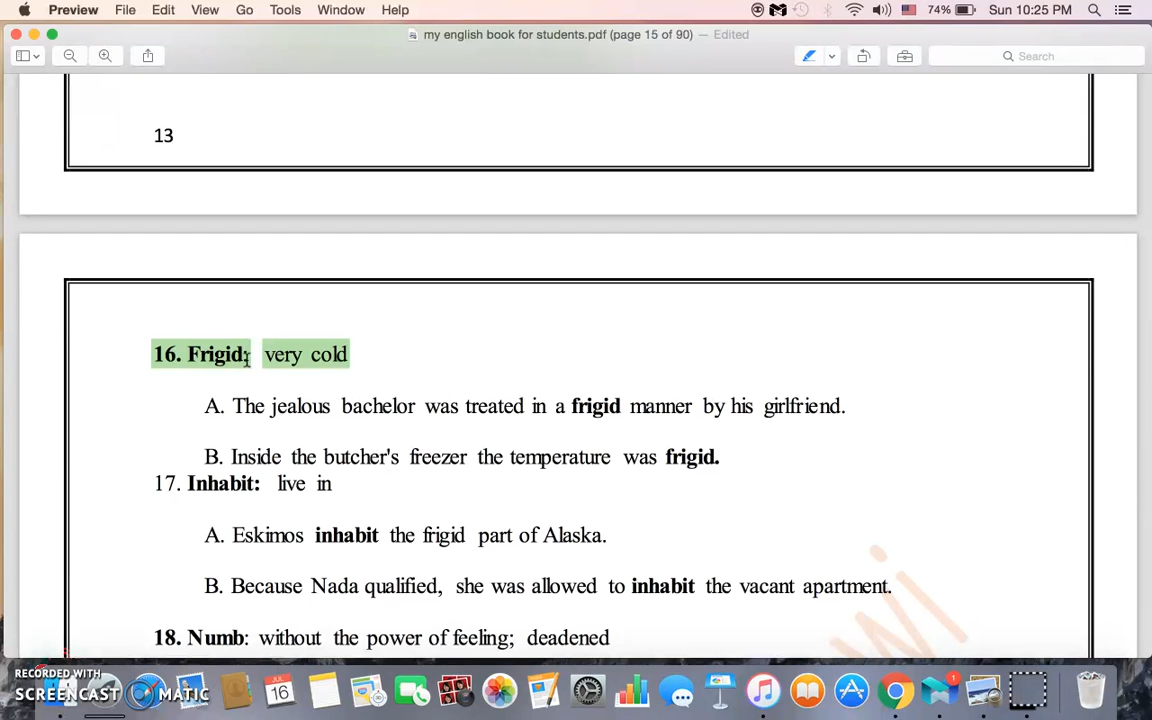 Preview File Edit View Go Tools Window Help 74% Sun 10:25 PM
my english book for students.pdf (page 15 of 90) — Edited
Search
13
16. Frigid: very cold
A. The jealous bachelor was treated in a frigid manner by his girlfriend.
B. Inside the butcher's freezer the temperature was frigid.
17. Inhabit: live in
A. Eskimos inhabit the frigid part of Alaska.
B. Because Nada qualified, she was allowed to inhabit the vacant apartment.
wi
18. Numb: without the power of feeling; deadened
RECORDED WITH
SCREENCAST MATIC
JUL
16
1